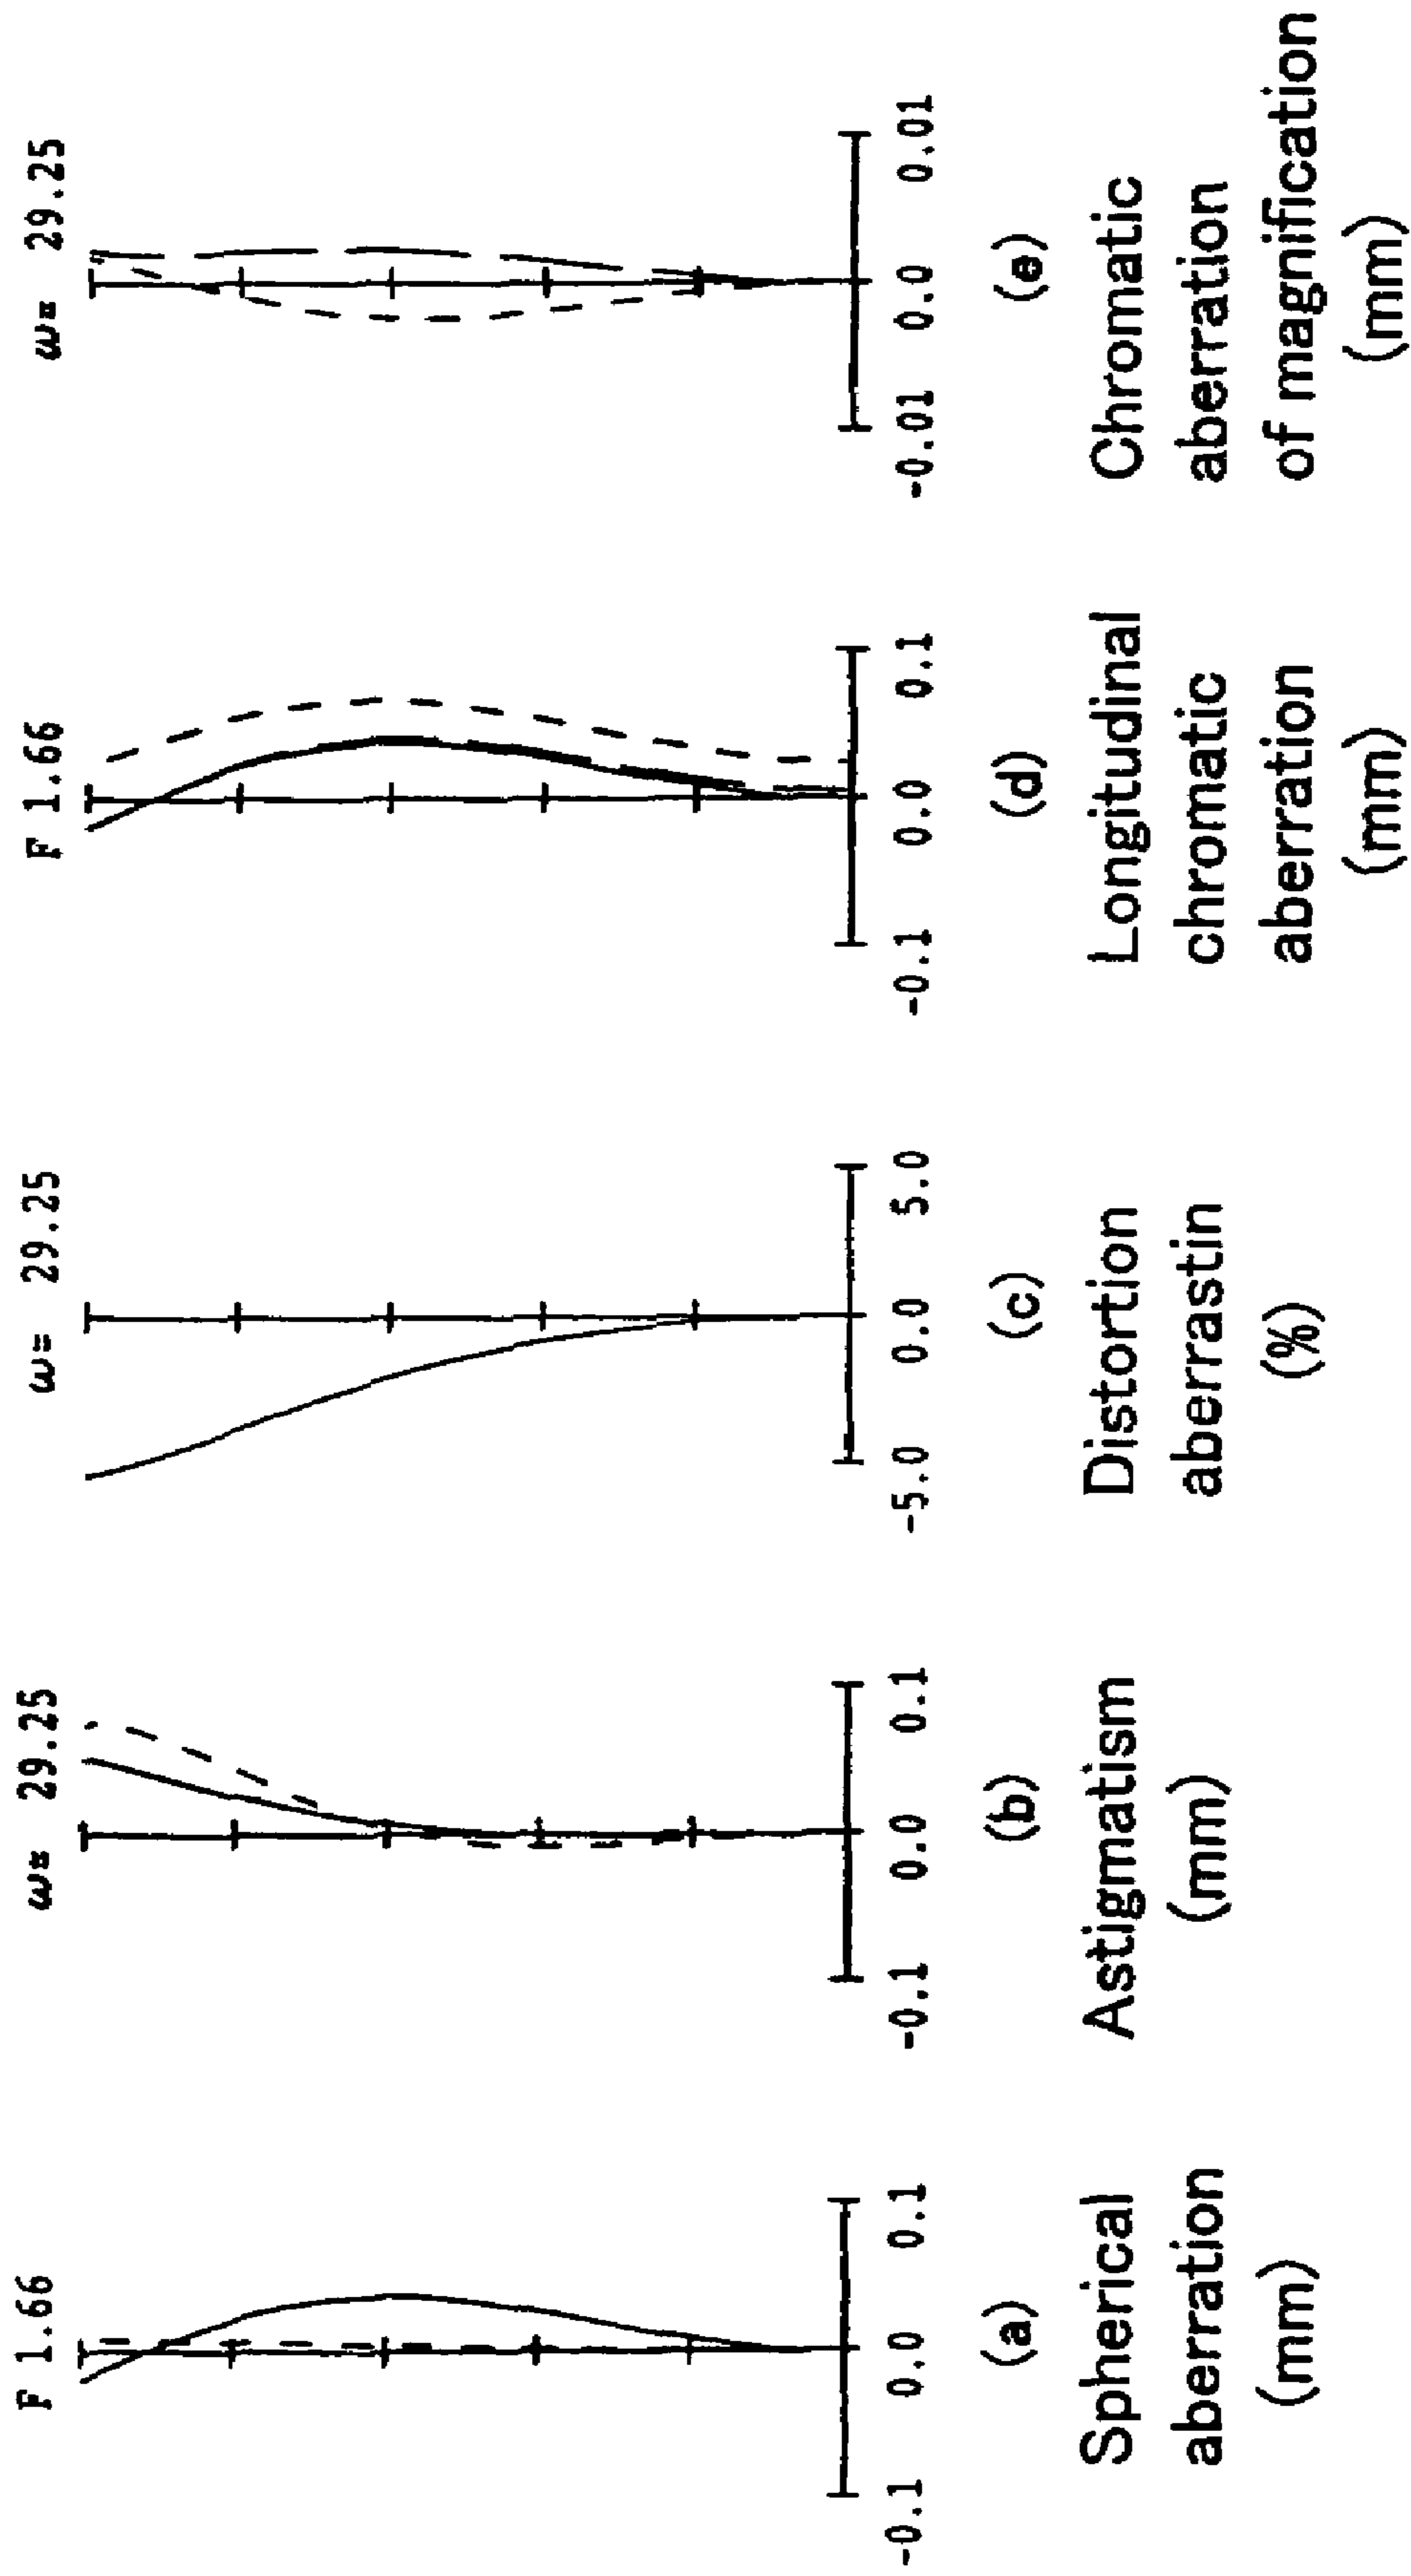 F 1.66
-0.1 0.0 0.1
(a)
Spherical
aberration
(mm)
ω= 29.25
-0.1 0.0 0.1
(b)
Astigmatism
(mm)
ω= 29.25
-5.0 0.0 5.0
(c)
Distortion
aberrastin
(%)
F 1.66
-0.1 0.0 0.1
(d)
Longitudinal
chromatic
aberration
(mm)
ω= 29.25
-0.01 0.0 0.01
(e)
Chromatic
aberration
of magnification
(mm)